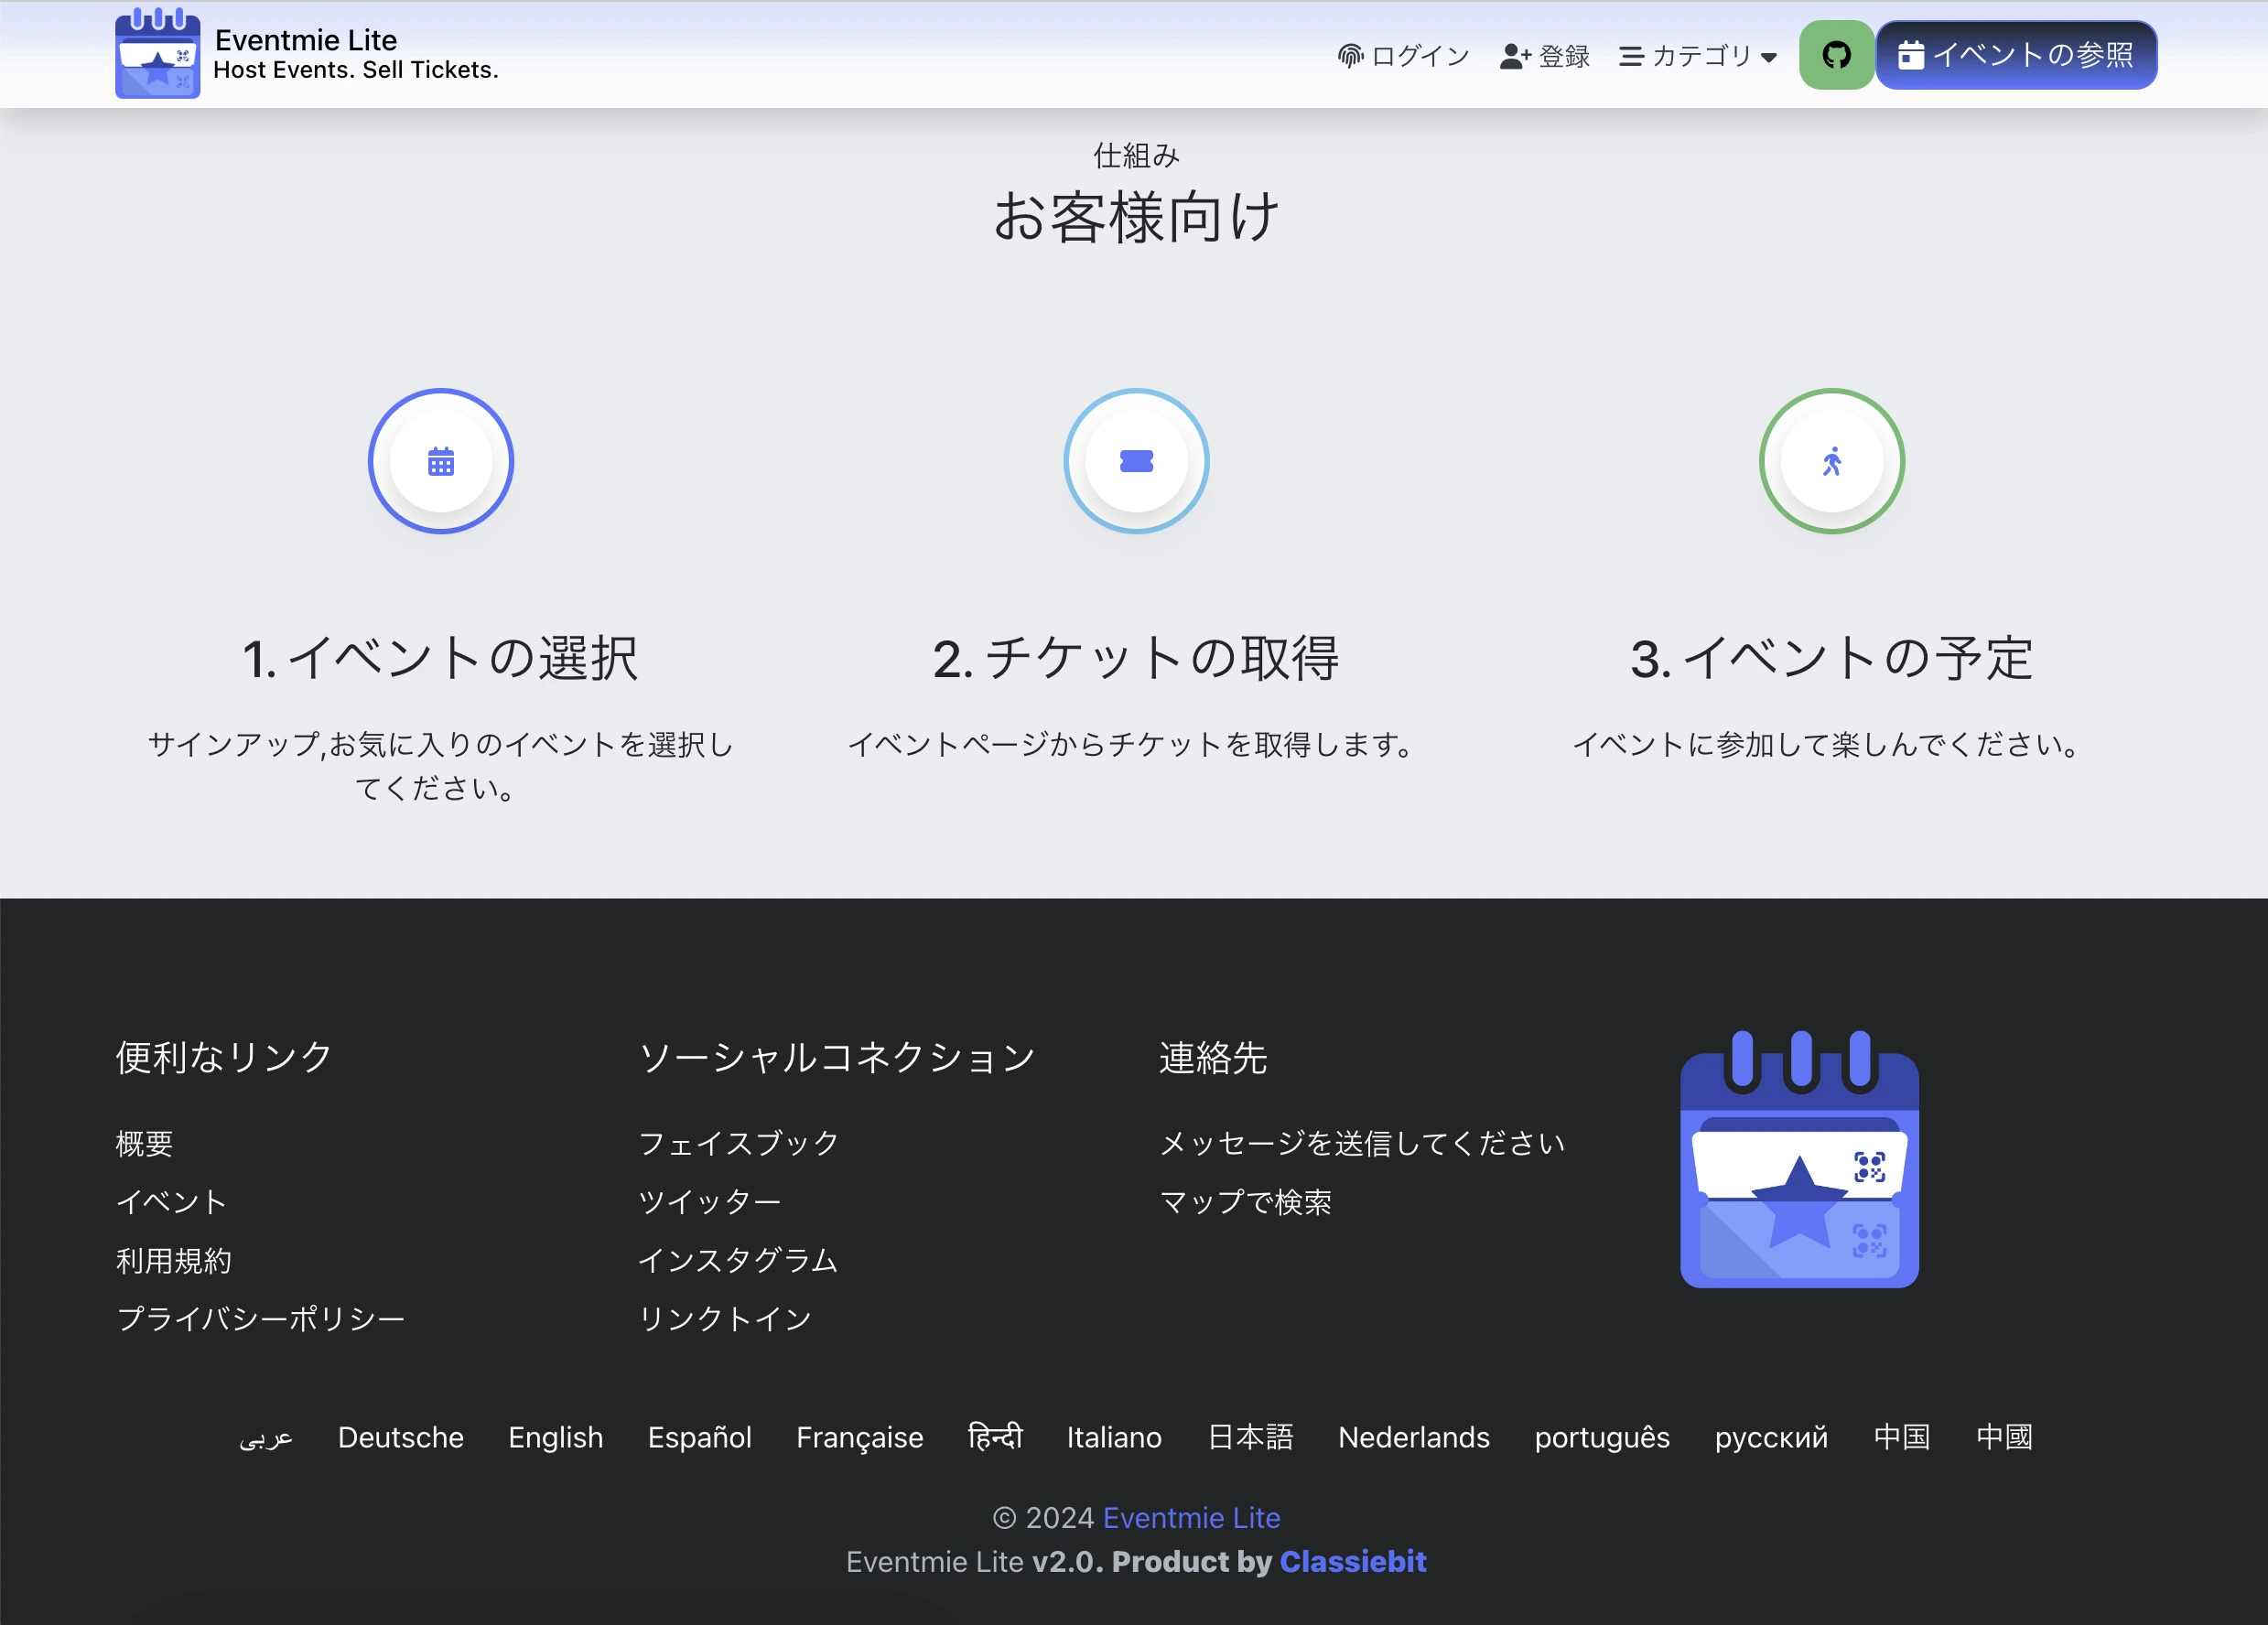 Eventmie Lite
Host Events. Sell Tickets.
ログイン
登録
カテゴリ
イベントの参照
仕組み
お客様向け
1. イベントの選択
サインアップ,お気に入りのイベントを選択し
てください。
2. チケットの取得
イベントページからチケットを取得します。
3. イベントの予定
イベントに参加して楽しんでください。
便利なリンク
概要
イベント
利用規約
プライバシーポリシー
ソーシャルコネクション
フェイスブック
ツイッター
インスタグラム
リンクトイン
連絡先
メッセージを送信してください
マップで検索
عربى Deutsche English Español Française हिन्दी Italiano 日本語 Nederlands português русский 中国 中國
© 2024 Eventmie Lite
Eventmie Lite v2.0. Product by Classiebit